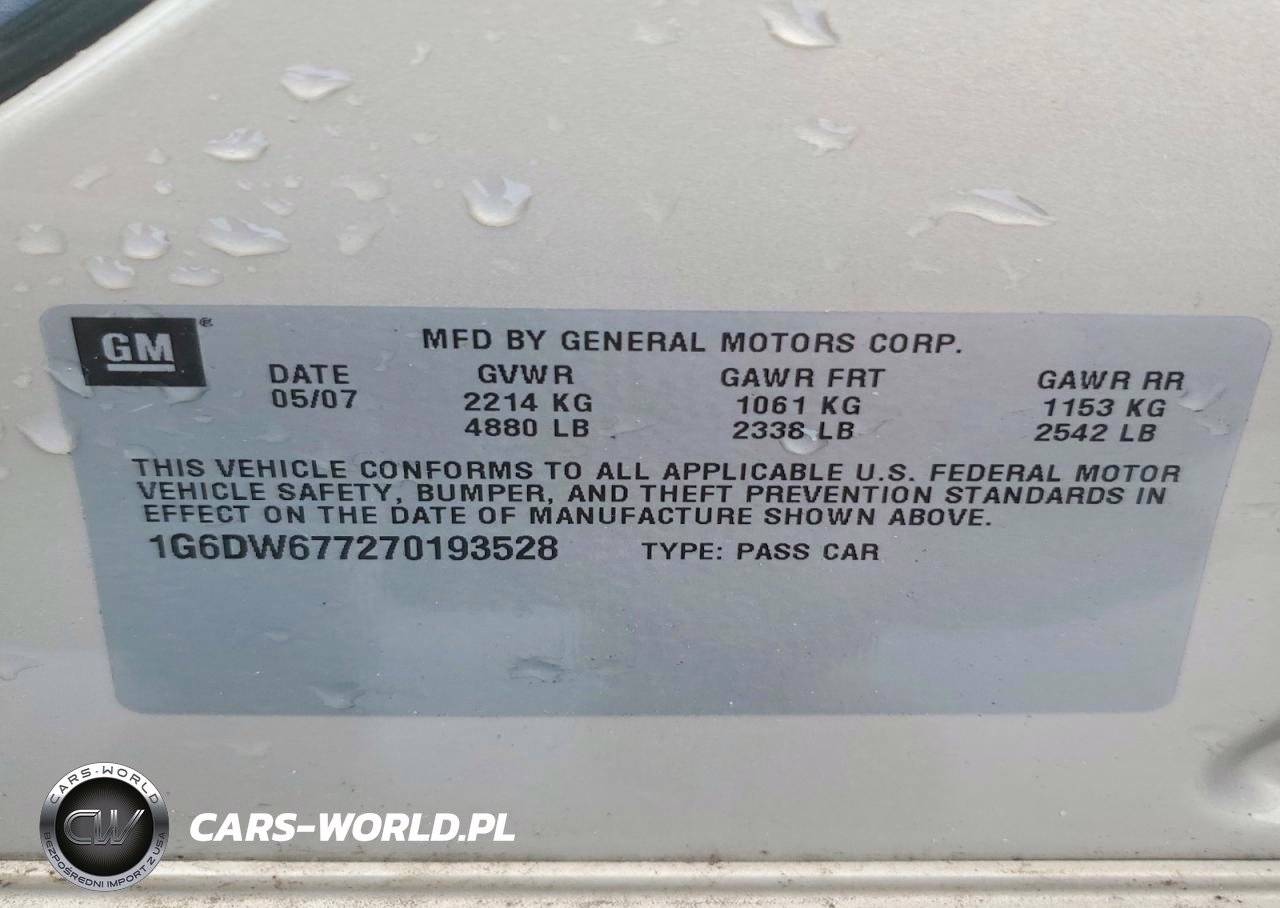 GM®
MFD BY GENERAL MOTORS CORP.
DATE GVWR GAWR FRT GAWR RR
05/07 2214 KG 1061 KG 1153 KG
4880 LB 2338 LB 2542 LB
THIS VEHICLE CONFORMS TO ALL APPLICABLE U.S. FEDERAL MOTOR
VEHICLE SAFETY, BUMPER, AND THEFT PREVENTION STANDARDS IN
EFFECT ON THE DATE OF MANUFACTURE SHOWN ABOVE.
1G6DW677270193528 TYPE: PASS CAR
CARS-WORLD
CW
BEZPOŚREDNI IMPORT Z USA
CARS-WORLD.PL